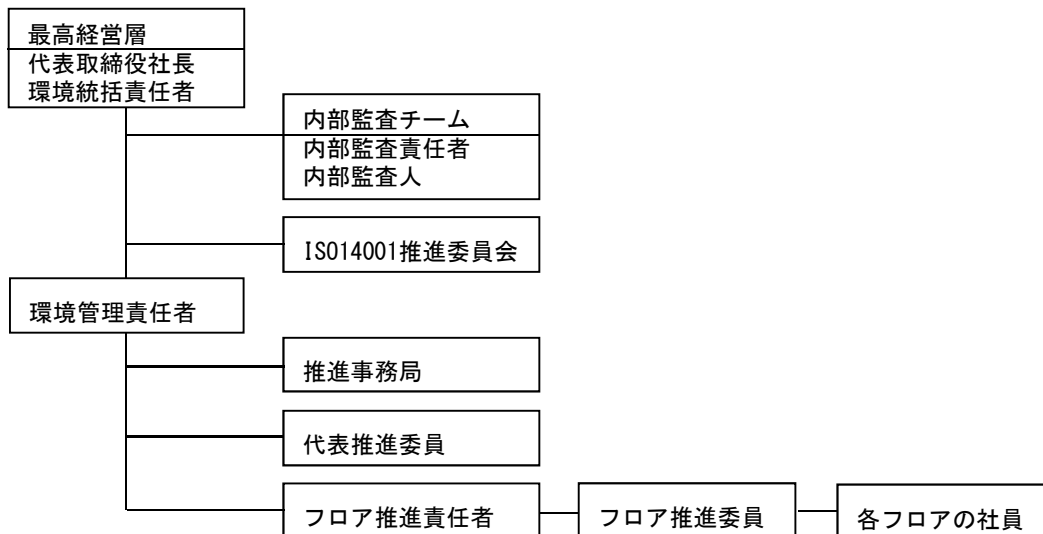 最高経営層
代表取締役社長
環境統括責任者
内部監査チーム
内部監査責任者
内部監査人
ISO14001推進委員会
環境管理責任者
推進事務局
代表推進委員
フロア推進責任者
フロア推進委員
各フロアの社員